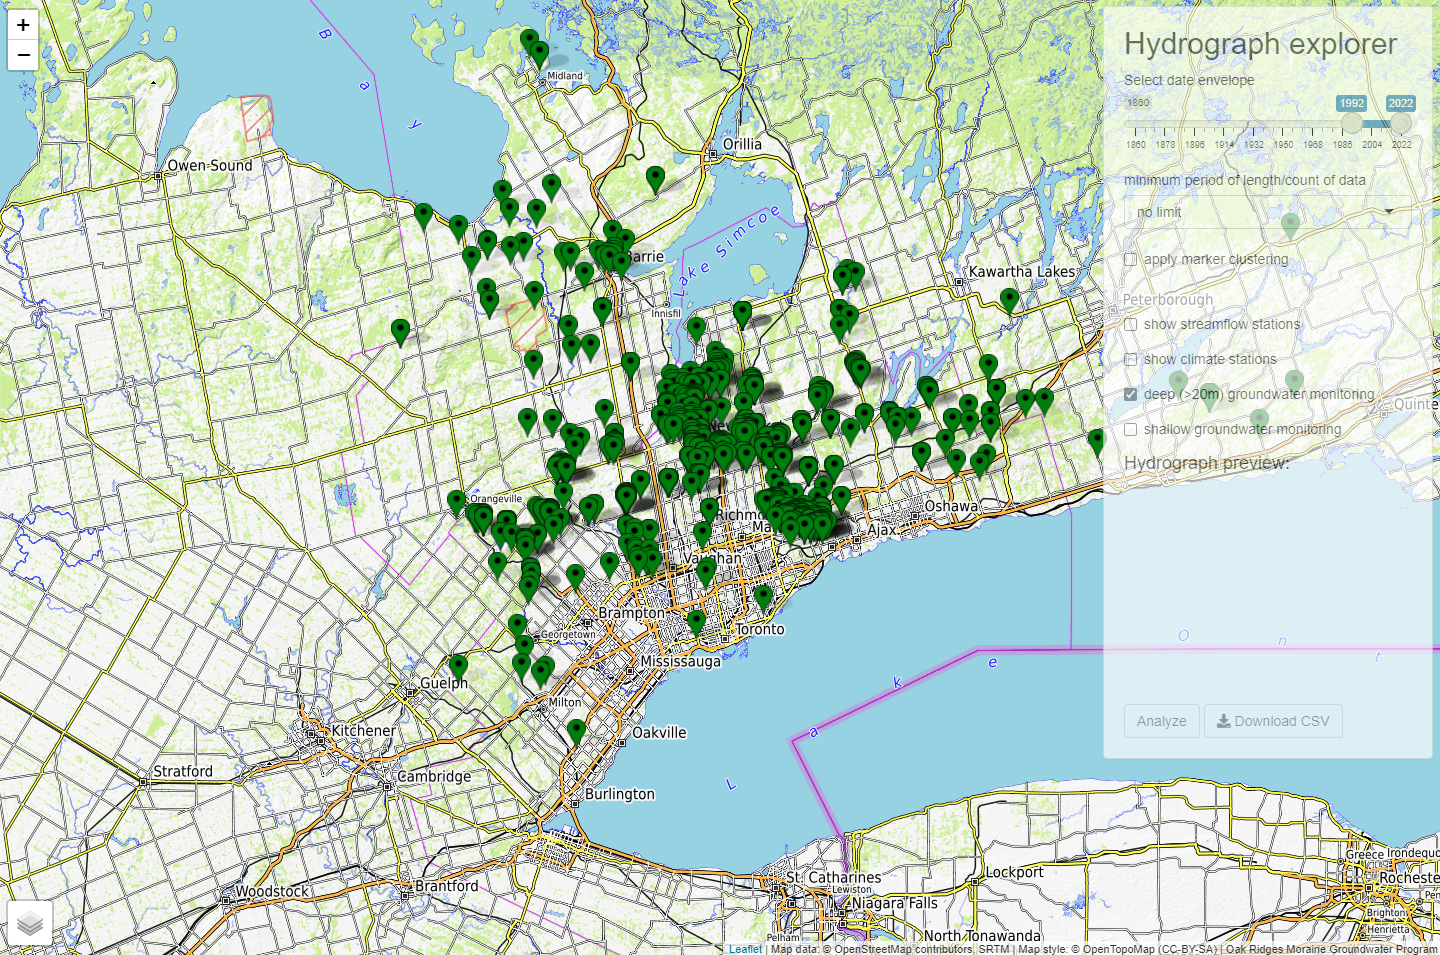 +
−
Hydrograph explorer
Select date envelope
1860
1992
2022
1860 1878 1896 1914 1932 1950 1968 1986 2004 2022
minimum period of length/count of data
no limit
apply marker clustering
show streamflow stations
show climate stations
deep (>20m) groundwater monitoring
shallow groundwater monitoring
Hydrograph preview:
Analyze
Download CSV
B a y
Midland
Orillia
Owen Sound
Lake Simcoe
Barrie
Kawartha Lakes
Innisfil
Peterborough
Quinte
Orangeville
Richm
Ma
Oshawa
Ajax
Vaughan
Brampton
Georgetown
Toronto
Mississauga
Guelph
Milton
Kitchener
Oakville
Stratford
Cambridge
Burlington
L a k e O n t
Woodstock
Brantford
St. Catharines
Lewiston
Niagara Falls
Lockport
Pelham
North Tonawanda
Greece
Irondequo
Rocheste
Pen
Brighton
Henrietta
Leaflet | Map data: © OpenStreetMap contributors, SRTM | Map style: © OpenTopoMap (CC-BY-SA) | Oak Ridges Moraine Groundwater Program